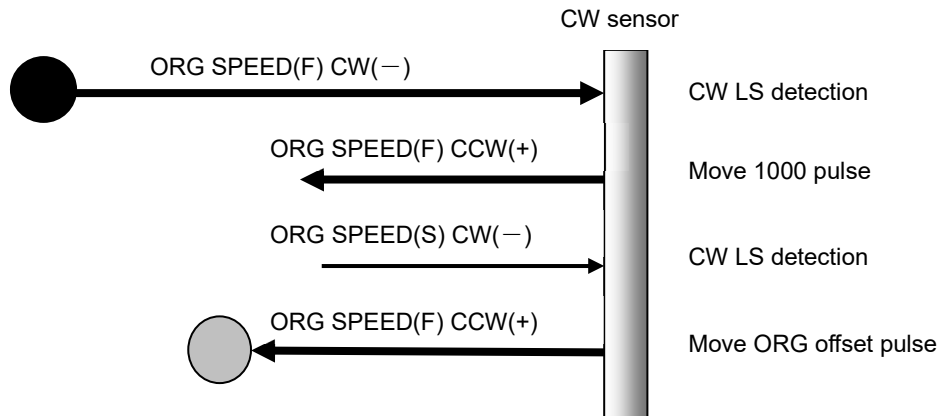 CW sensor
ORG SPEED(F) CW(－)
CW LS detection
ORG SPEED(F) CCW(+)
Move 1000 pulse
ORG SPEED(S) CW(－)
CW LS detection
ORG SPEED(F) CCW(+)
Move ORG offset pulse